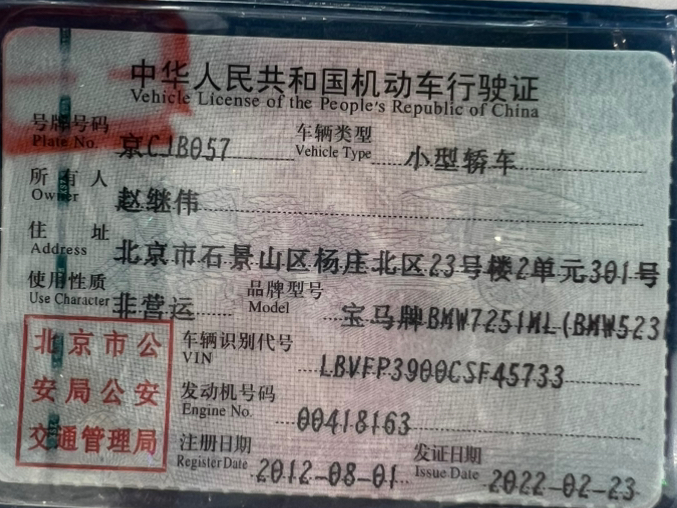 中华人民共和国机动车行驶证
Vehicle License of the People's Republic of China
号牌号码 京CJB057 车辆类型 小型轿车
Plate No. Vehicle Type
所有人 赵继伟
Owner
住址 北京市石景山区杨庄北区23号楼2单元301号
Address
使用性质 非营运 品牌型号 宝马牌BMW7251ML(BMW523
Use Character Model
北京市公
安局公安
交通管理局
车辆识别代号 LBVFP3900CSF45733
VIN
发动机号码 00418163
Engine No.
注册日期 2012-08-01 发证日期 2022-02-23
Register Date Issue Date